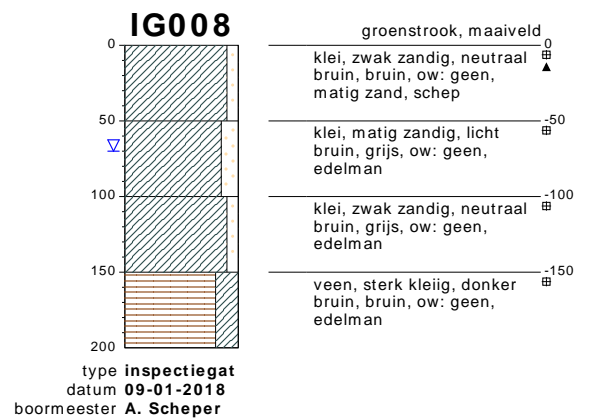 IG008
groenstrook, maaiveld
0
0
klei, zwak zandig, neutraal
bruin, bruin, ow: geen,
matig zand, schep
50
-50
klei, matig zandig, licht
bruin, grijs, ow: geen,
edelman
100
-100
klei, zwak zandig, neutraal
bruin, grijs, ow: geen,
edelman
150
-150
veen, sterk kleiig, donker
bruin, bruin, ow: geen,
edelman
200
type inspectiegat
datum 09-01-2018
boormeester A. Scheper